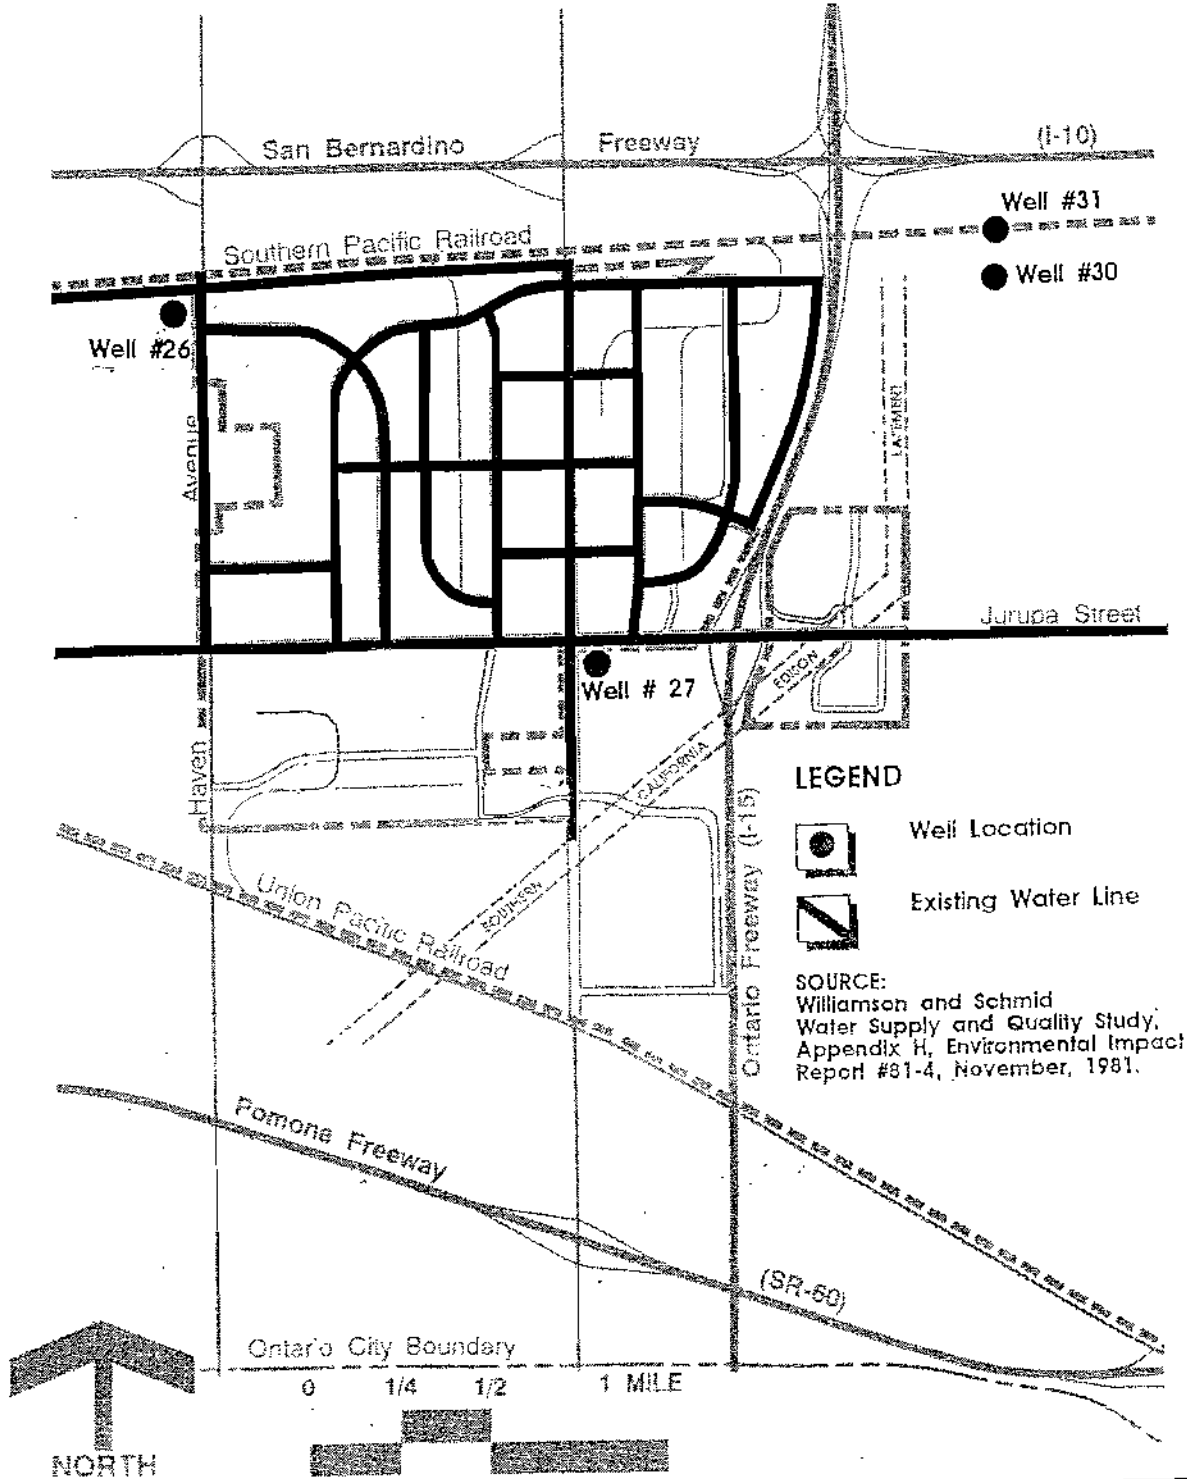 San Bernardino Freeway (I-10)
Well #31
Southern Pacific Railroad
Well #30
Well #26
Avenue
Jurupa Street
EDISON
Well # 27
CALIFORNIA
Haven
LEGEND
Well Location
Existing Water Line
SOUTHERN
Union Pacific Railroad
Ontario Freeway (I-15)
SOURCE:
Williamson and Schmid
Water Supply and Quality Study,
Appendix H, Environmental Impact
Report #81-4, November, 1981.
Pomona Freeway
(SR-60)
Ontario City Boundary
0 1/4 1/2 1 MILE
NORTH